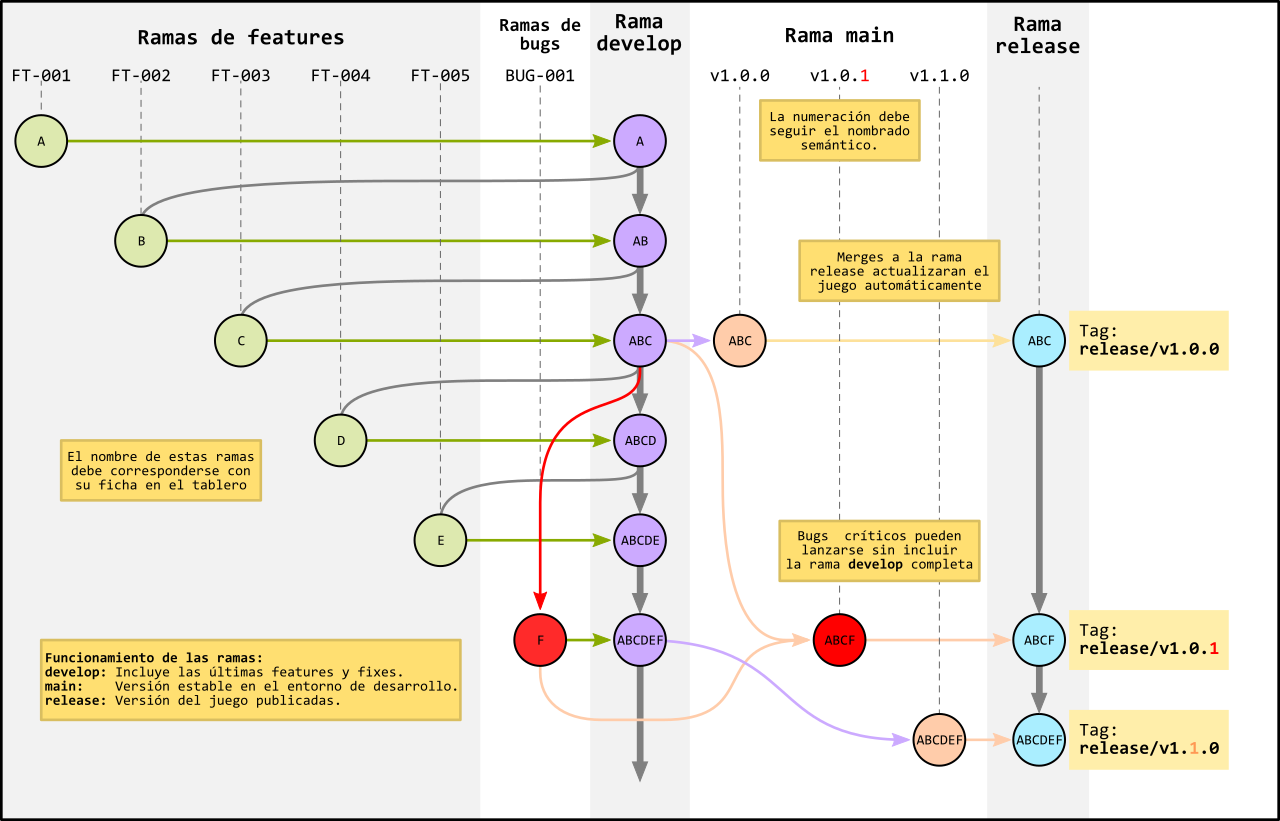 Ramas de features
Ramas de
bugs
Rama
develop
Rama main
Rama
release
FT-001
FT-002
FT-003
FT-004
FT-005
BUG-001
v1.0.0
v1.0.1
v1.1.0
La numeración debe
seguir el nombrado
semántico.
A
A
B
AB
Merges a la rama
release actualizaran el
juego automáticamente
C
ABC
ABC
ABC
Tag:
release/v1.0.0
D
ABCD
El nombre de estas ramas
debe corresponderse con
su ficha en el tablero
E
ABCDE
Bugs  críticos pueden
lanzarse sin incluir
la rama develop completa
F
ABCDEF
ABCF
ABCF
Tag:
release/v1.0.1
Funcionamiento de las ramas:
develop: Incluye las últimas features y fixes.
main:    Versión estable en el entorno de desarrollo.
release: Versión del juego publicadas.
ABCDEF
ABCDEF
Tag:
release/v1.1.0